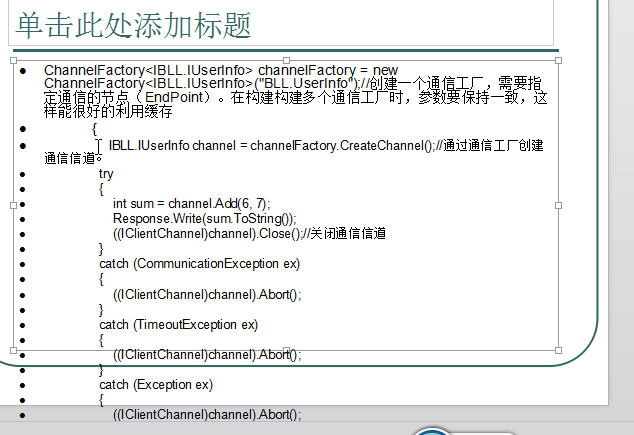 单击此处添加标题
ChannelFactory<IBLL.IUserInfo> channelFactory = new
ChannelFactory<IBLL.IUserInfo>("BLL.UserInfo");//创建一个通信工厂，需要指
定通信的节点（EndPoint）。在构建构建多个通信工厂时，参数要保持一致，这
样能很好的利用缓存
{
IBLL.IUserInfo channel = channelFactory.CreateChannel();//通过通信工厂创建
通信信道。
try
{
int sum = channel.Add(6, 7);
Response.Write(sum.ToString());
((IClientChannel)channel).Close();//关闭通信信道
}
catch (CommunicationException ex)
{
((IClientChannel)channel).Abort();
}
catch (TimeoutException ex)
{
((IClientChannel)channel).Abort();
}
catch (Exception ex)
{
((IClientChannel)channel).Abort();